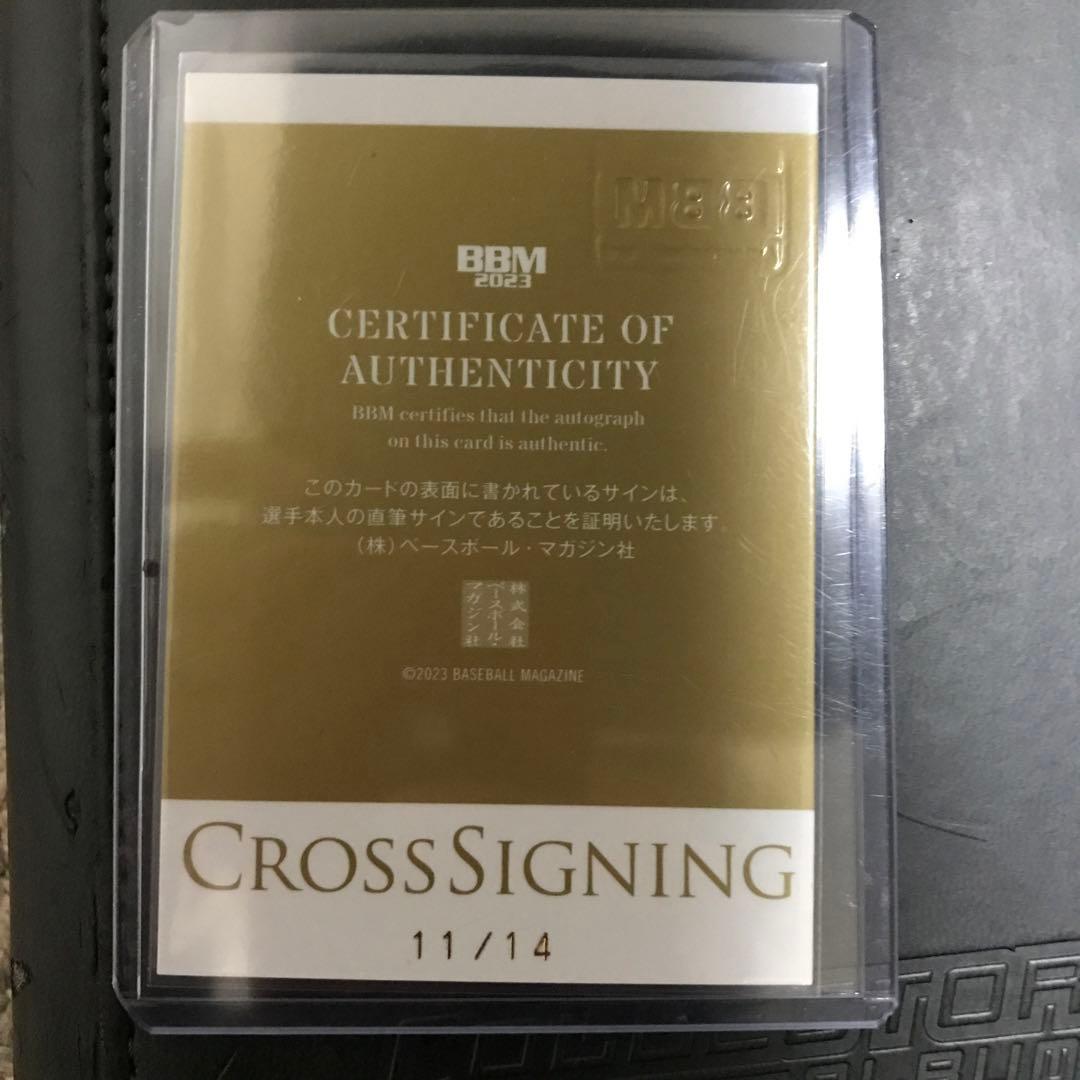 BBM
BBM
2023
CERTIFICATE OF
AUTHENTICITY
BBM certifies that the autograph
on this card is authentic.
このカードの表面に書かれているサインは、
選手本人の直筆サインであることを証明いたします。
（株）ベースボール・マガジン社
株式会社
ベースボール・
マガジン社
©2023 BASEBALL MAGAZINE
CROSSSIGNING
11/14